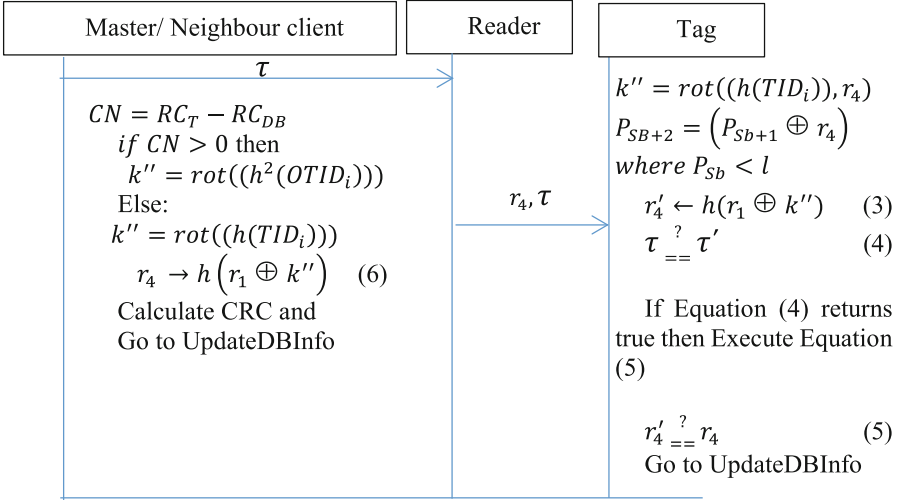 Master/ Neighbour client
Reader
Tag
τ
CN = RC_T − RC_DB
if CN > 0 then
k'' = rot((h²(OTID_i)))
Else:
k'' = rot((h(TID_i)))
r_4 → h(r_1 ⊕ k'') (6)
Calculate CRC and
Go to UpdateDBInfo
r_4, τ
k'' = rot((h(TID_i)), r_4)
P_SB+2 = (P_Sb+1 ⊕ r_4)
where P_Sb < l
r_4' ← h(r_1 ⊕ k'') (3)
τ ?== τ' (4)
If Equation (4) returns
true then Execute Equation
(5)
r_4' ?== r_4 (5)
Go to UpdateDBInfo